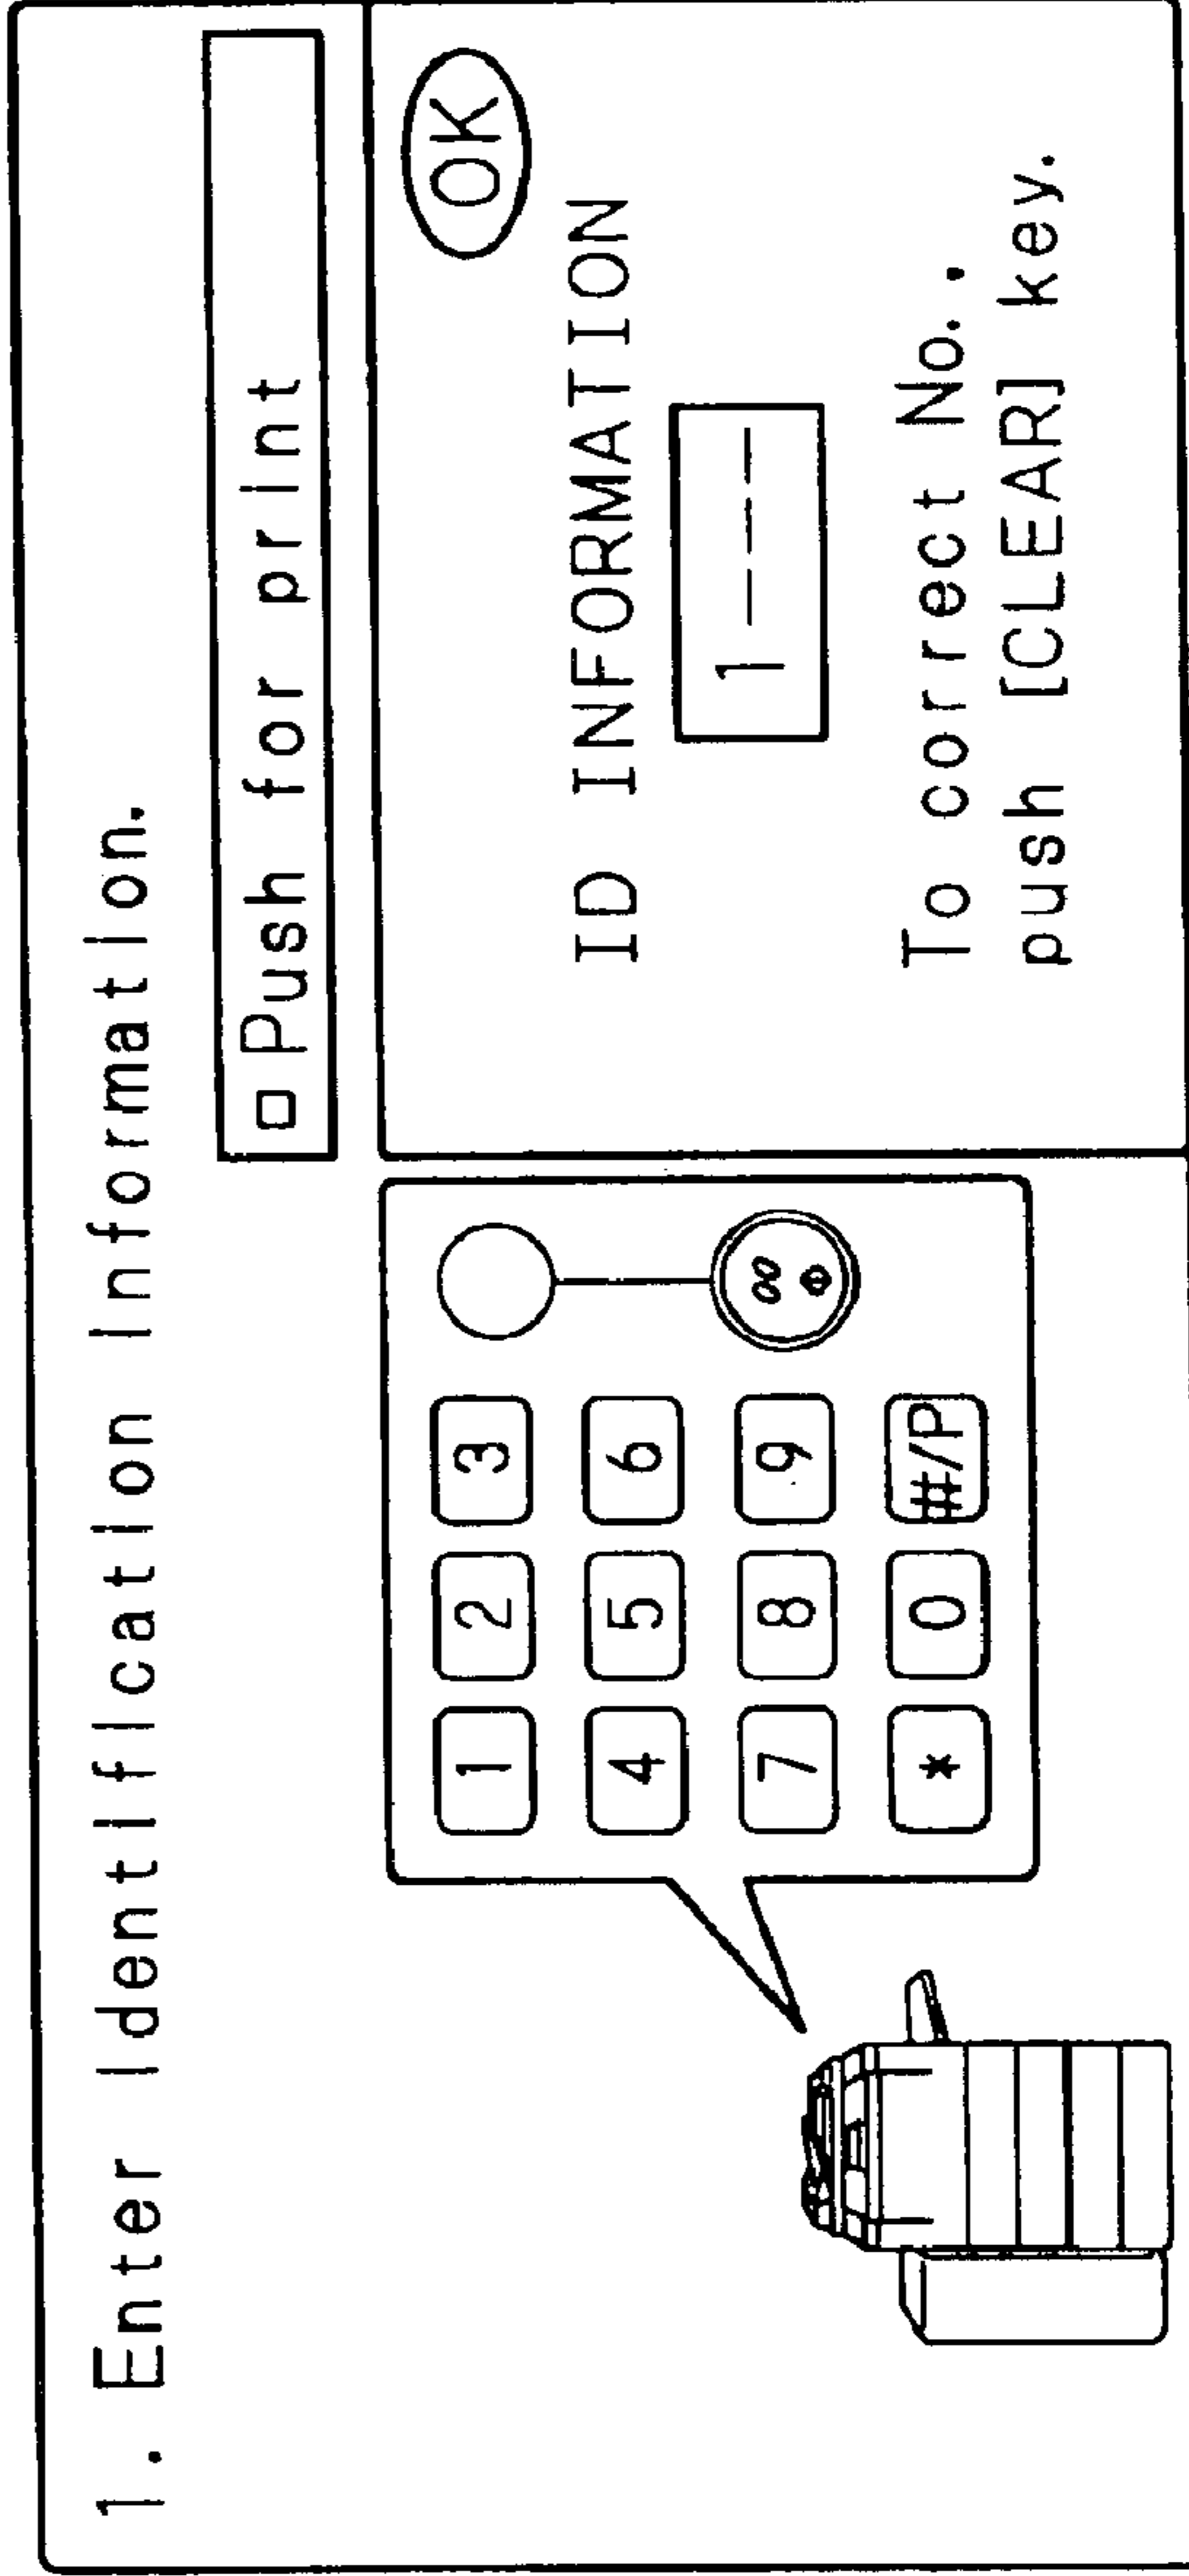 1. Enter Identification Information.
□ Push for print
1 2 3
4 5 6
7 8 9
* 0 #/P
OK
ID INFORMATION
1---
To correct No..
push [CLEAR] key.